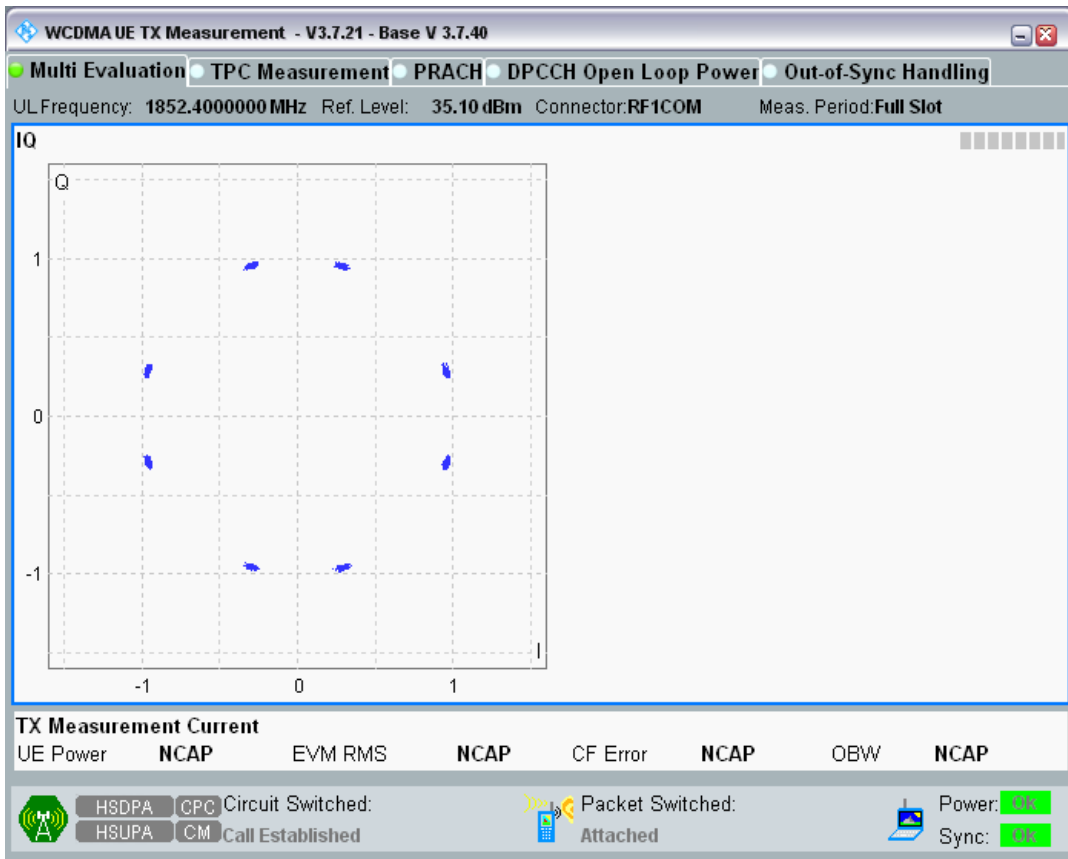 WCDMA UE TX Measurement - V3.7.21 - Base V 3.7.40
Multi Evaluation TPC Measurement PRACH DPCCH Open Loop Power Out-of-Sync Handling
UL Frequency: 1852.4000000 MHz Ref. Level: 35.10 dBm Connector:RF1COM Meas. Period:Full Slot
IQ
Q
1
0
-1
I
-1 0 1
TX Measurement Current
UE Power NCAP EVM RMS NCAP CF Error NCAP OBW NCAP
HSDPA CPC Circuit Switched: Packet Switched: Power: Ok
HSUPA CM Call Established Attached Sync: Ok